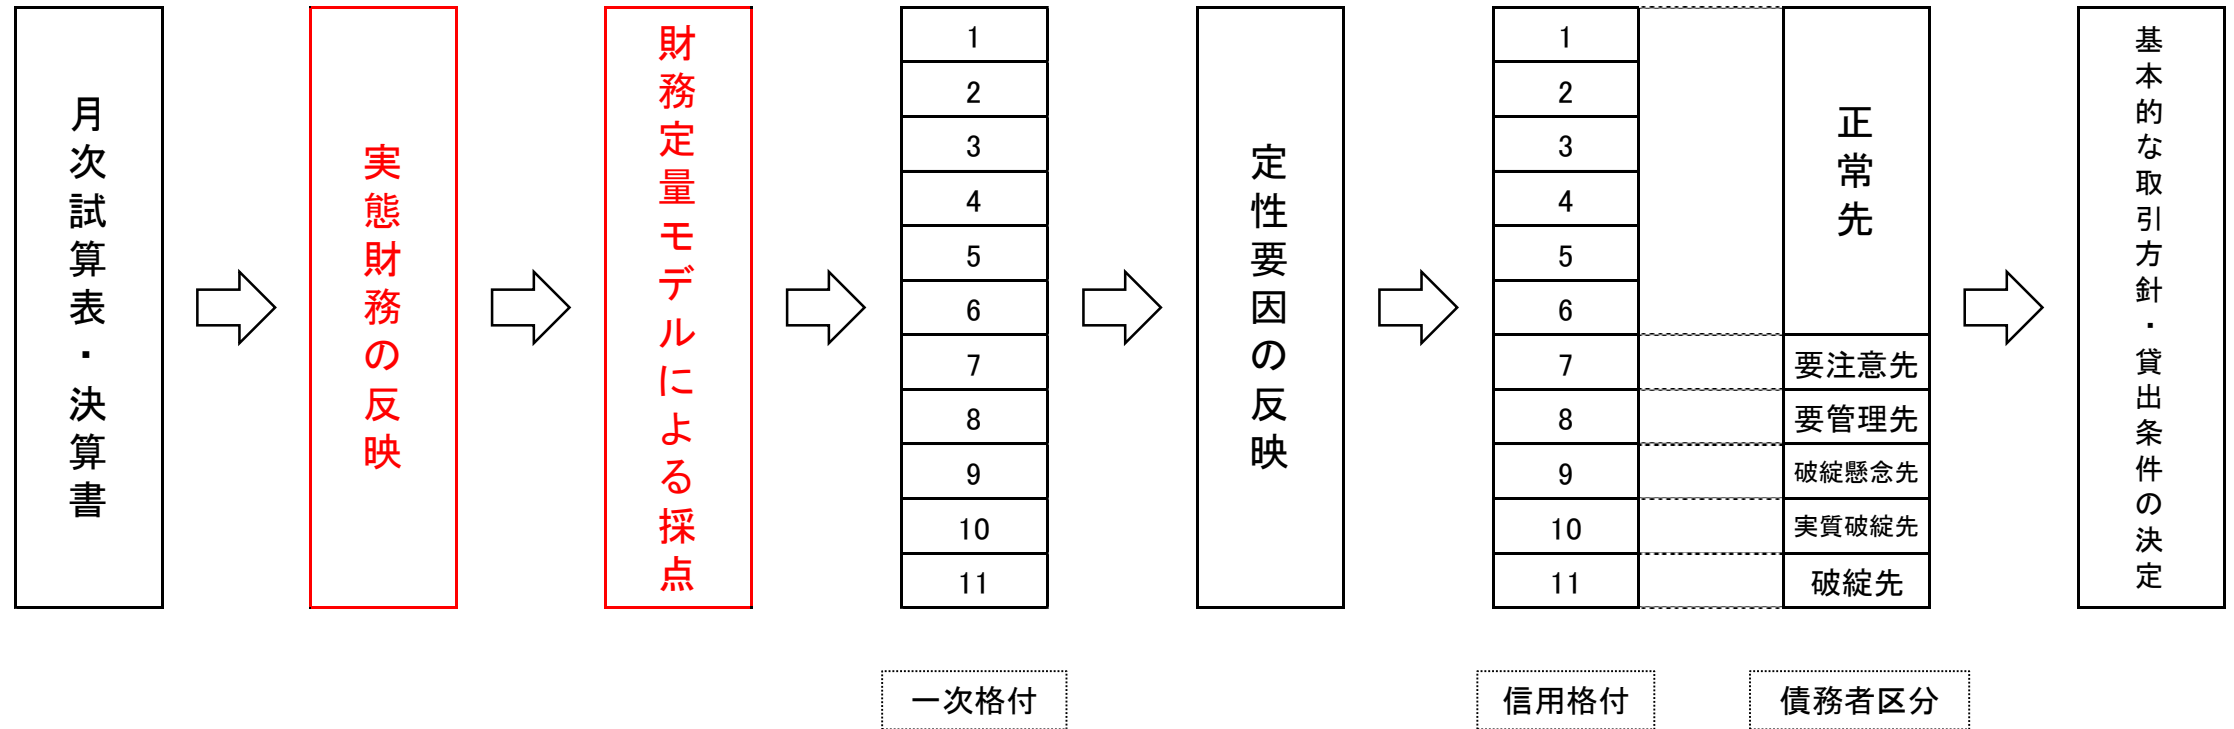 月次試算表・決算書
実態財務の反映
財務定量モデルによる採点
1
2
3
4
5
6
7
8
9
10
11
一次格付
定性要因の反映
1
2
3
4
5
6
7
8
9
10
11
信用格付
正常先
要注意先
要管理先
破綻懸念先
実質破綻先
破綻先
債務者区分
基本的な取引方針・貸出条件の決定